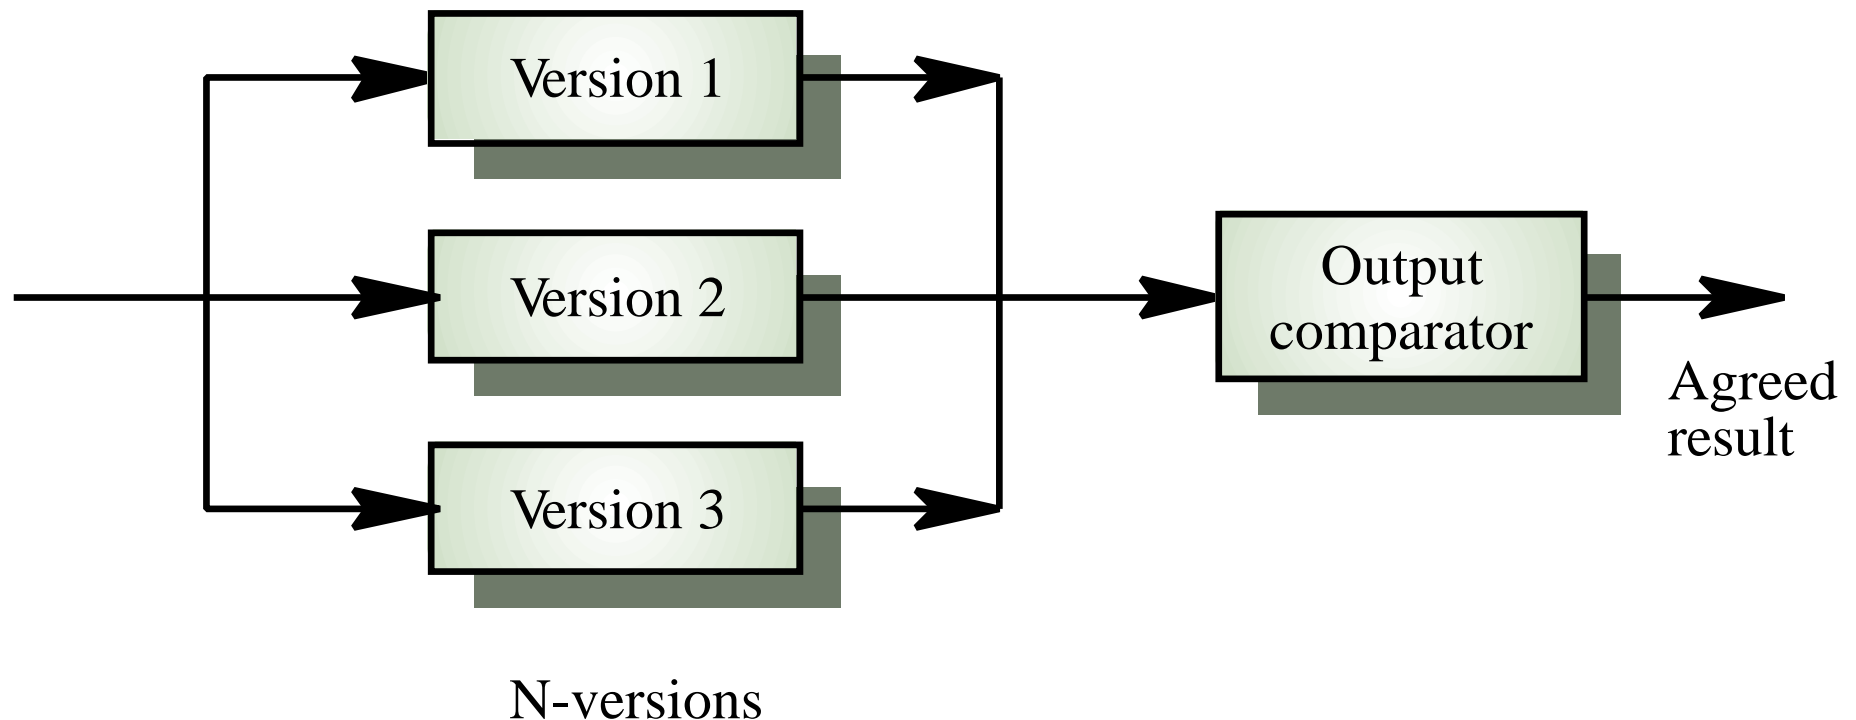 Version 1
Version 2
Version 3
Output
comparator
Agreed
result
N-versions